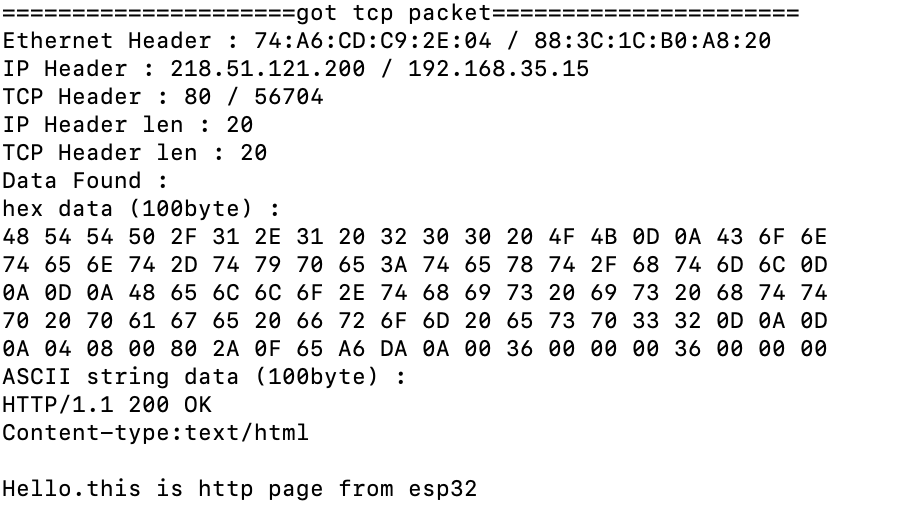 =====================got tcp packet======================
Ethernet Header : 74:A6:CD:C9:2E:04 / 88:3C:1C:B0:A8:20
IP Header : 218.51.121.200 / 192.168.35.15
TCP Header : 80 / 56704
IP Header len : 20
TCP Header len : 20
Data Found :
hex data (100byte) :
48 54 54 50 2F 31 2E 31 20 32 30 30 20 4F 4B 0D 0A 43 6F 6E
74 65 6E 74 2D 74 79 70 65 3A 74 65 78 74 2F 68 74 6D 6C 0D
0A 0D 0A 48 65 6C 6C 6F 2E 74 68 69 73 20 69 73 20 68 74 74
70 20 70 61 67 65 20 66 72 6F 6D 20 65 73 70 33 32 0D 0A 0D
0A 04 08 00 80 2A 0F 65 A6 DA 0A 00 36 00 00 00 36 00 00 00
ASCII string data (100byte) :
HTTP/1.1 200 OK
Content-type:text/html

Hello.this is http page from esp32